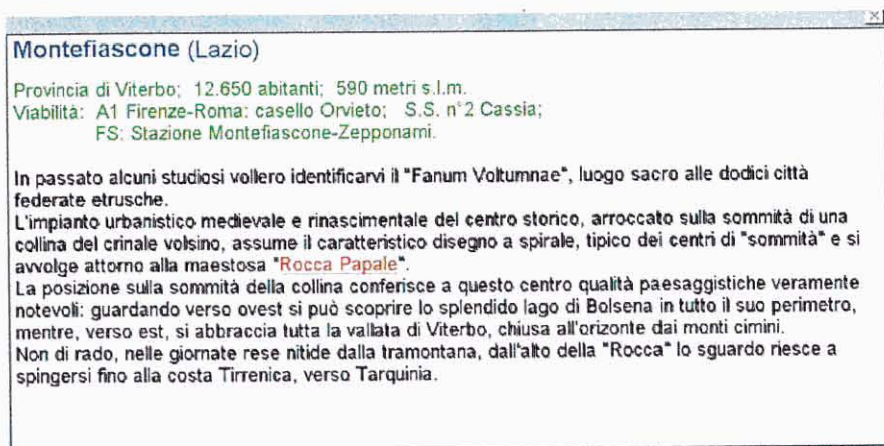 Montefiascone (Lazio)
Provincia di Viterbo; 12.650 abitanti; 590 metri s.l.m.
Viabilità: A1 Firenze-Roma: casello Orvieto; S.S. n°2 Cassia;
FS: Stazione Montefiascone-Zepponami.
In passato alcuni studiosi vollero identificarvi il "Fanum Voltumnae", luogo sacro alle dodici città
federate etrusche.
L'impianto urbanistico medievale e rinascimentale del centro storico, arroccato sulla sommità di una
collina del crinale volsino, assume il caratteristico disegno a spirale, tipico dei centri di "sommità" e si
avvolge attorno alla maestosa "Rocca Papale".
La posizione sulla sommità della collina conferisce a questo centro qualità paesaggistiche veramente
notevoli: guardando verso ovest si può scoprire lo splendido lago di Bolsena in tutto il suo perimetro,
mentre, verso est, si abbraccia tutta la vallata di Viterbo, chiusa all'orizonte dai monti cimini.
Non di rado, nelle giornate rese nitide dalla tramontana, dall'alto della "Rocca" lo sguardo riesce a
spingersi fino alla costa Tirrenica, verso Tarquinia.